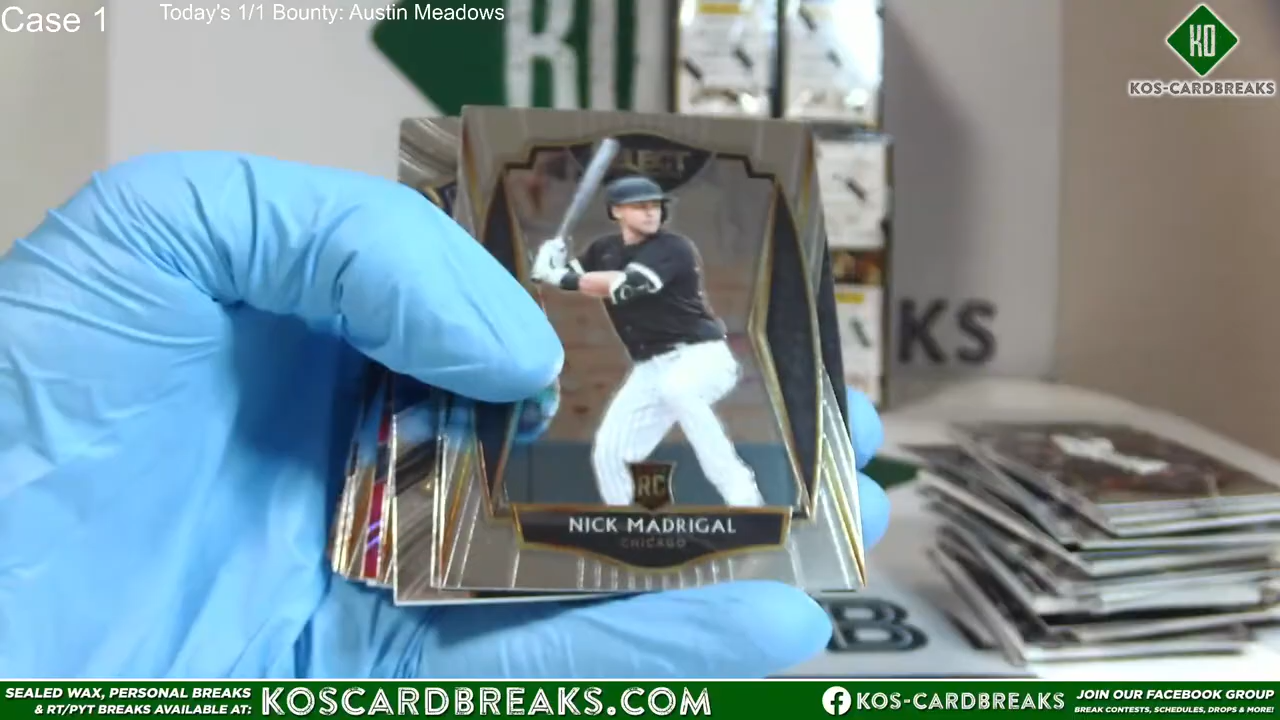 Case 1
Today's 1/1 Bounty: Austin Meadows
KO
KOS-CARDBREAKS
KO
SELECT
KS
RC
NICK MADRIGAL
CHICAGO
B
SEALED WAX, PERSONAL BREAKS
& RT/PYT BREAKS AVAILABLE AT:
KOSCARDBREAKS.COM
KOS-CARDBREAKS
JOIN OUR FACEBOOK GROUP
BREAK CONTESTS, SCHEDULES, DROPS & MORE!